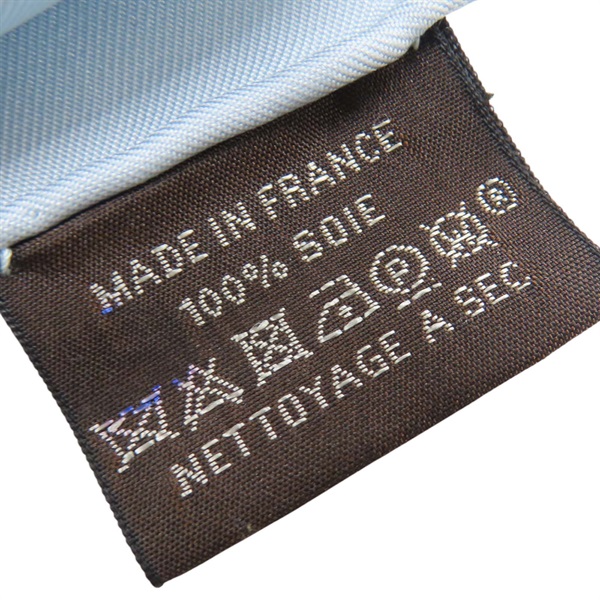 MADE IN FRANCE
100% SOIE
P ®
NETTOYAGE A SEC